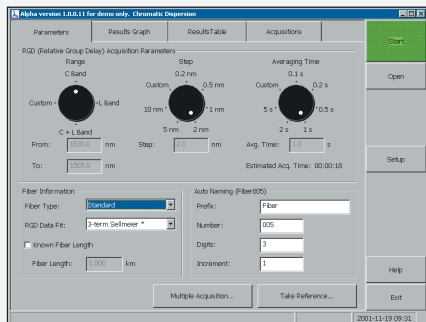 Alpha version 1.0.0.11 for demo only. Chromatic Dispersion
Parameters
Results Graph
ResultsTable
Acquisitions
RGD (Relative Group Delay) Acquisition Parameters
Range
C Band
Custom
L Band
C + L Band
From: 1530.0 nm
To: 1565.0 nm
Step
0.2 nm
Custom
0.5 nm
10 nm
1 nm
5 nm
2 nm
Step: 2.0 nm
Averaging Time
0.1 s
Custom
0.2 s
5 s
0.5 s
2 s
1 s
Avg. Time: 1.0 s
Estimated Acq. Time: 00:00:18
Fiber Information
Fiber Type: Standard
RGD Data Fit: 3-term Sellmeier *
Known Fiber Length
Fiber Length: 1.000 km
Auto Naming (Fiber005)
Prefix: Fiber
Number: 005
Digits: 3
Increment: 1
Multiple Acquisition...
Take Reference...
Start
Open
Setup
Help
Exit
2001-11-19 09:31